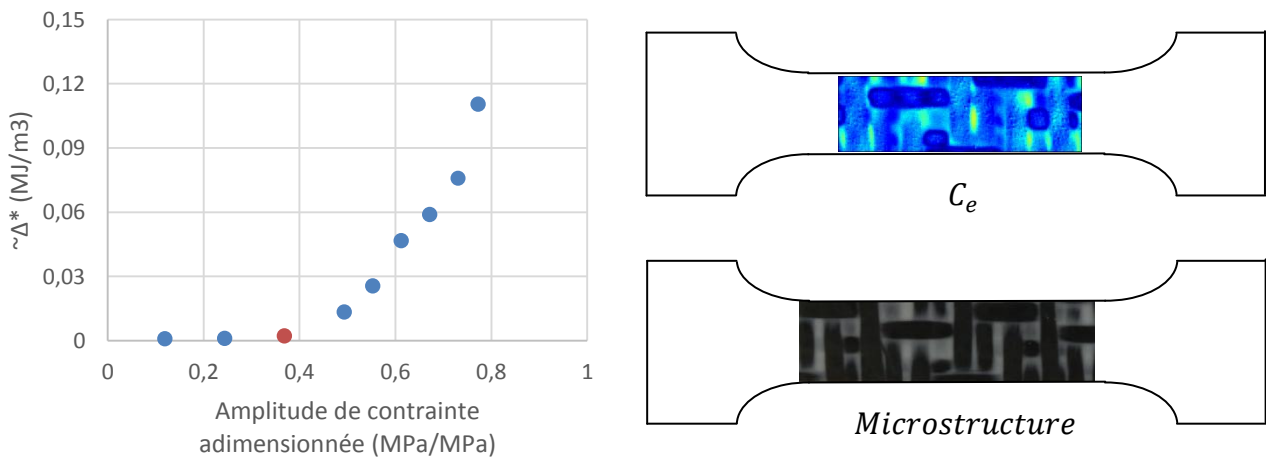 0,15
0,12
0,09
0,06
0,03
0
~Δ* (MJ/m3)
0 0,2 0,4 0,6 0,8 1
Amplitude de contrainte
adimensionnée (MPa/MPa)
C_e
Microstructure